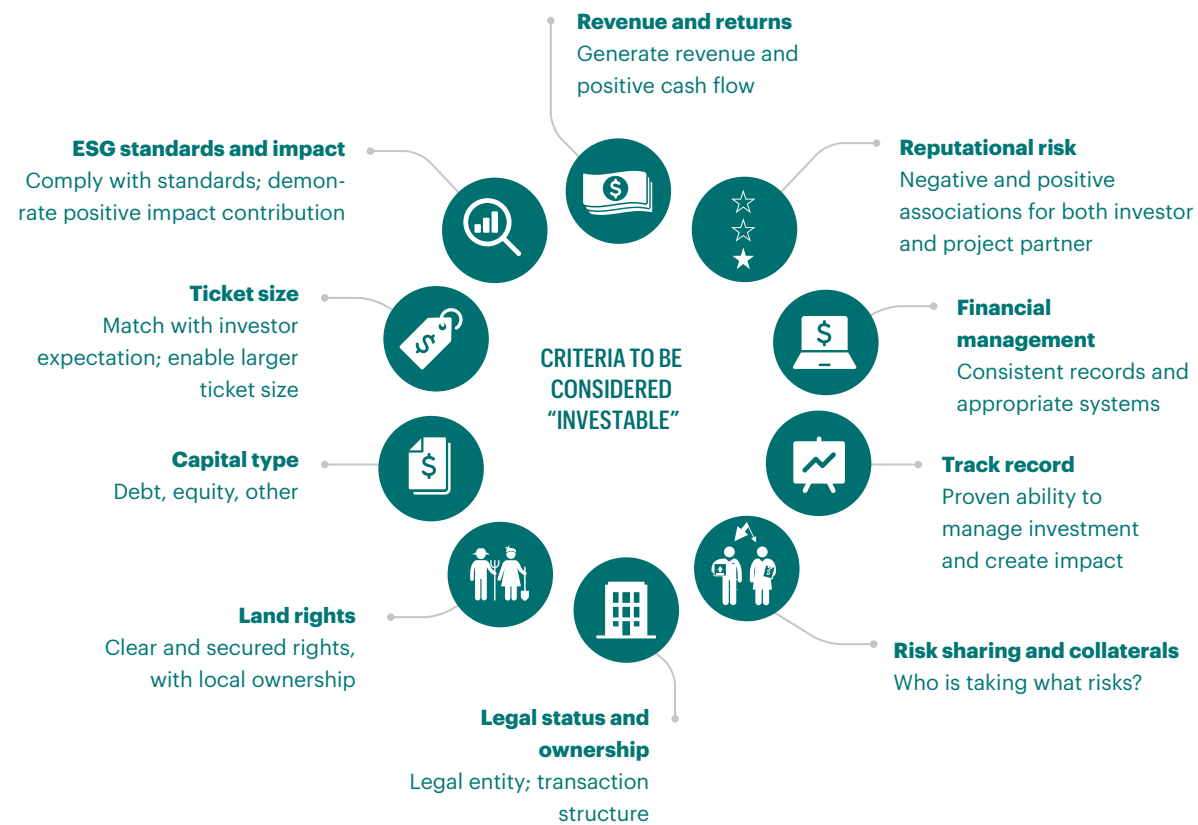 Revenue and returns
Generate revenue and
positive cash flow
Reputational risk
Negative and positive
associations for both investor
and project partner
Financial
management
Consistent records and
appropriate systems
Track record
Proven ability to
manage investment
and create impact
Risk sharing and collaterals
Who is taking what risks?
Legal status and
ownership
Legal entity; transaction
structure
Land rights
Clear and secured rights,
with local ownership
Capital type
Debt, equity, other
Ticket size
Match with investor
expectation; enable larger
ticket size
ESG standards and impact
Comply with standards; demon-
rate positive impact contribution
CRITERIA TO BE
CONSIDERED
“INVESTABLE”